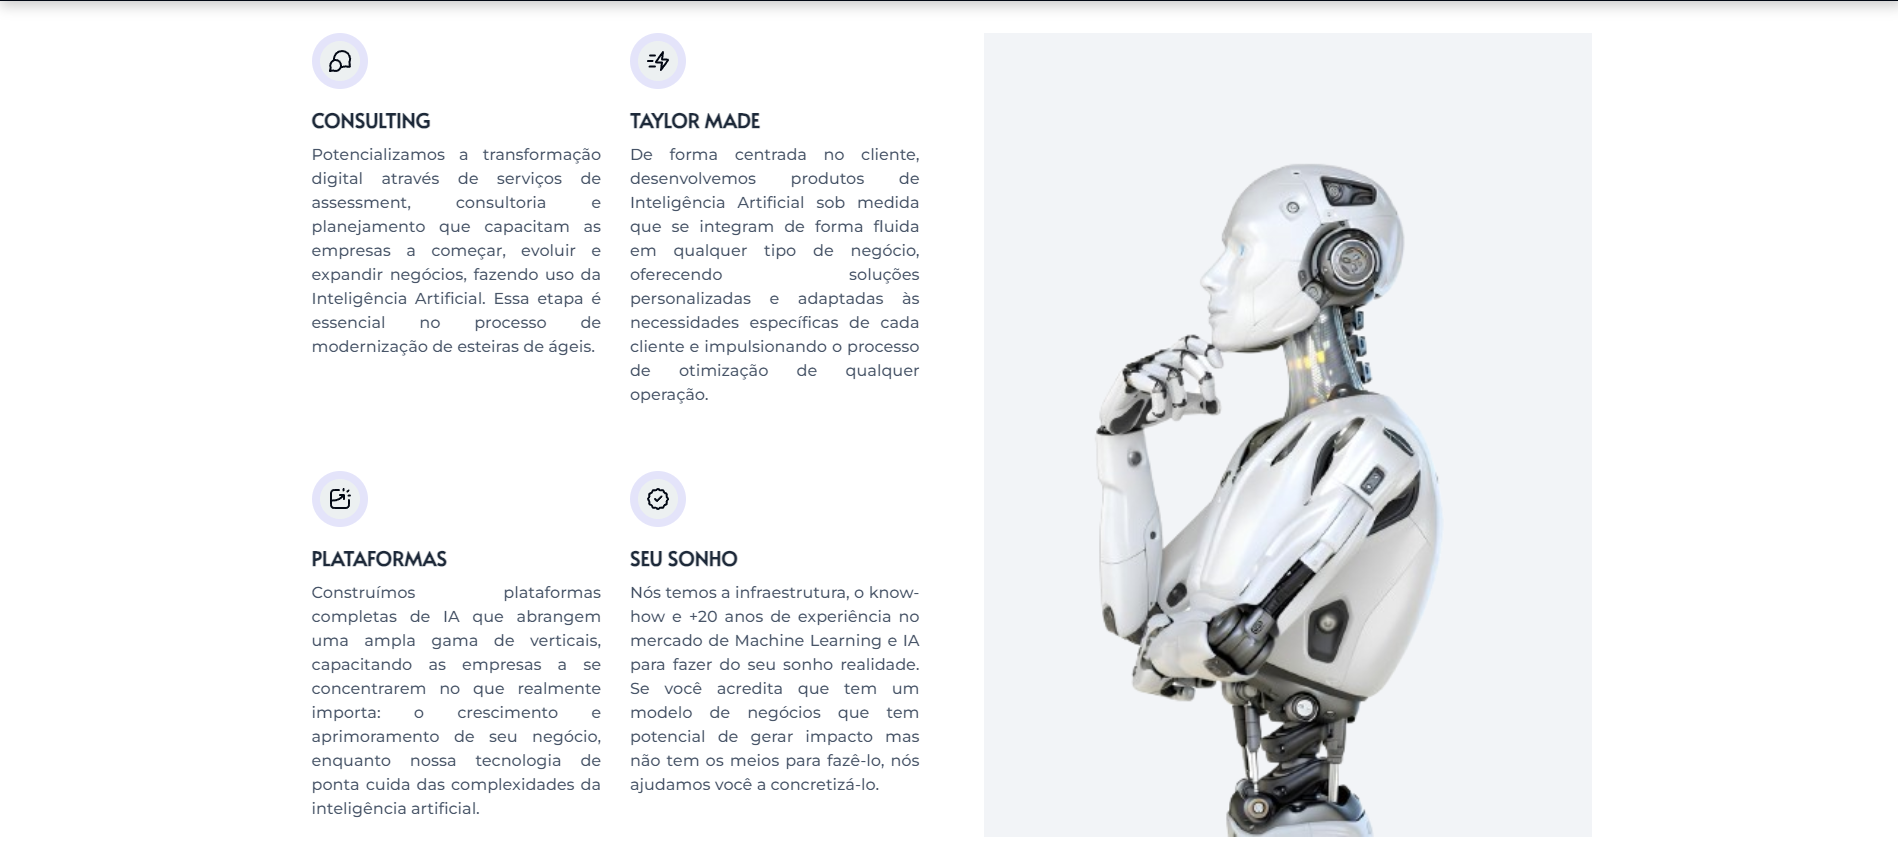 CONSULTING
Potencializamos a transformação
digital através de serviços de
assessment, consultoria e
planejamento que capacitam as
empresas a começar, evoluir e
expandir negócios, fazendo uso da
Inteligência Artificial. Essa etapa é
essencial no processo de
modernização de esteiras de ágeis.
TAYLOR MADE
De forma centrada no cliente,
desenvolvemos produtos de
Inteligência Artificial sob medida
que se integram de forma fluida
em qualquer tipo de negócio,
oferecendo soluções
personalizadas e adaptadas às
necessidades específicas de cada
cliente e impulsionando o processo
de otimização de qualquer
operação.
PLATAFORMAS
Construímos plataformas
completas de IA que abrangem
uma ampla gama de verticais,
capacitando as empresas a se
concentrarem no que realmente
importa: o crescimento e
aprimoramento de seu negócio,
enquanto nossa tecnologia de
ponta cuida das complexidades da
inteligência artificial.
SEU SONHO
Nós temos a infraestrutura, o know-
how e +20 anos de experiência no
mercado de Machine Learning e IA
para fazer do seu sonho realidade.
Se você acredita que tem um
modelo de negócios que tem
potencial de gerar impacto mas
não tem os meios para fazê-lo, nós
ajudamos você a concretizá-lo.